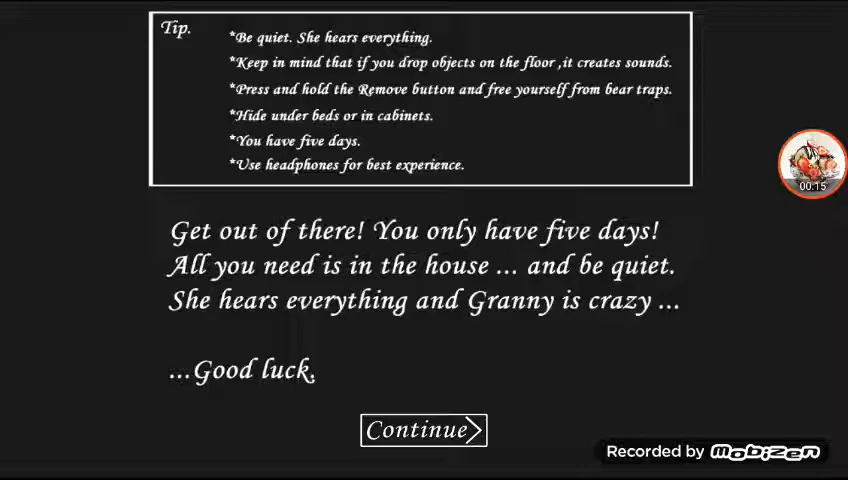 Tip.
*Be quiet. She hears everything.
*Keep in mind that if you drop objects on the floor ,it creates sounds.
*Press and hold the Remove button and free yourself from bear traps.
*Hide under beds or in cabinets.
*You have five days.
*Use headphones for best experience.
00:15
Get out of there! You only have five days!
All you need is in the house ... and be quiet.
She hears everything and Granny is crazy ...
...Good luck.
Continue
Recorded by mobizen